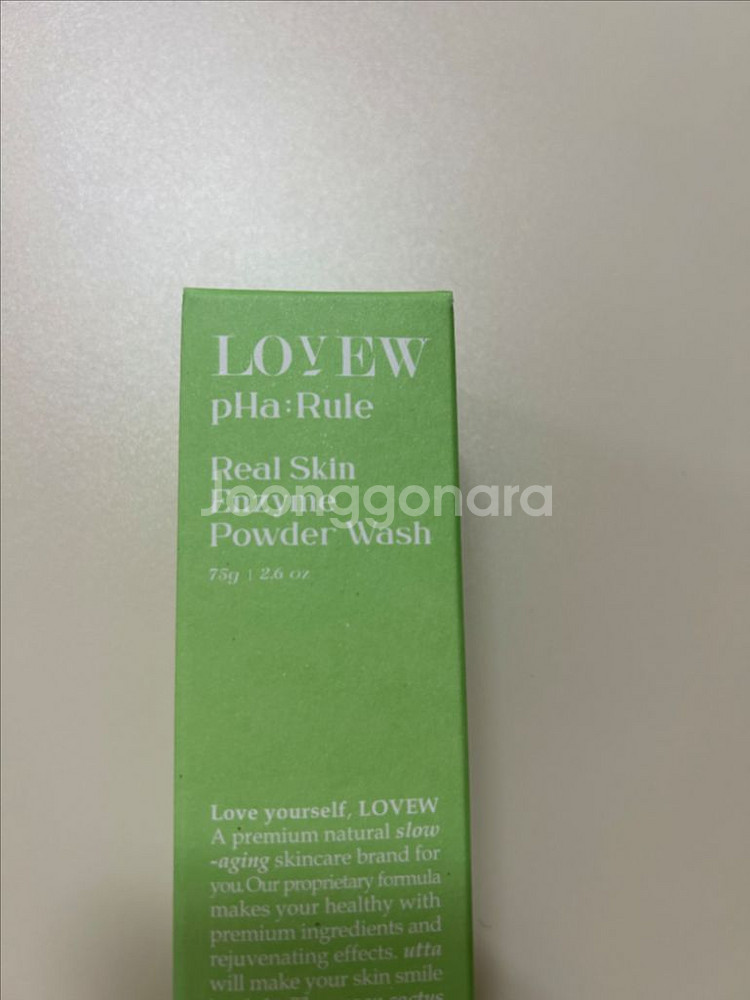 LOVEW
pHa:Rule
Real Skin
Enzyme
Joonggonara
Powder Wash
75g | 2.6 oz
Love yourself, LOVEW
A premium natural slow
-aging skincare brand for
you.Our proprietary formula
makes your healthy with
premium ingredients and
rejuvenating effects. utta
will make your skin smile
cactus